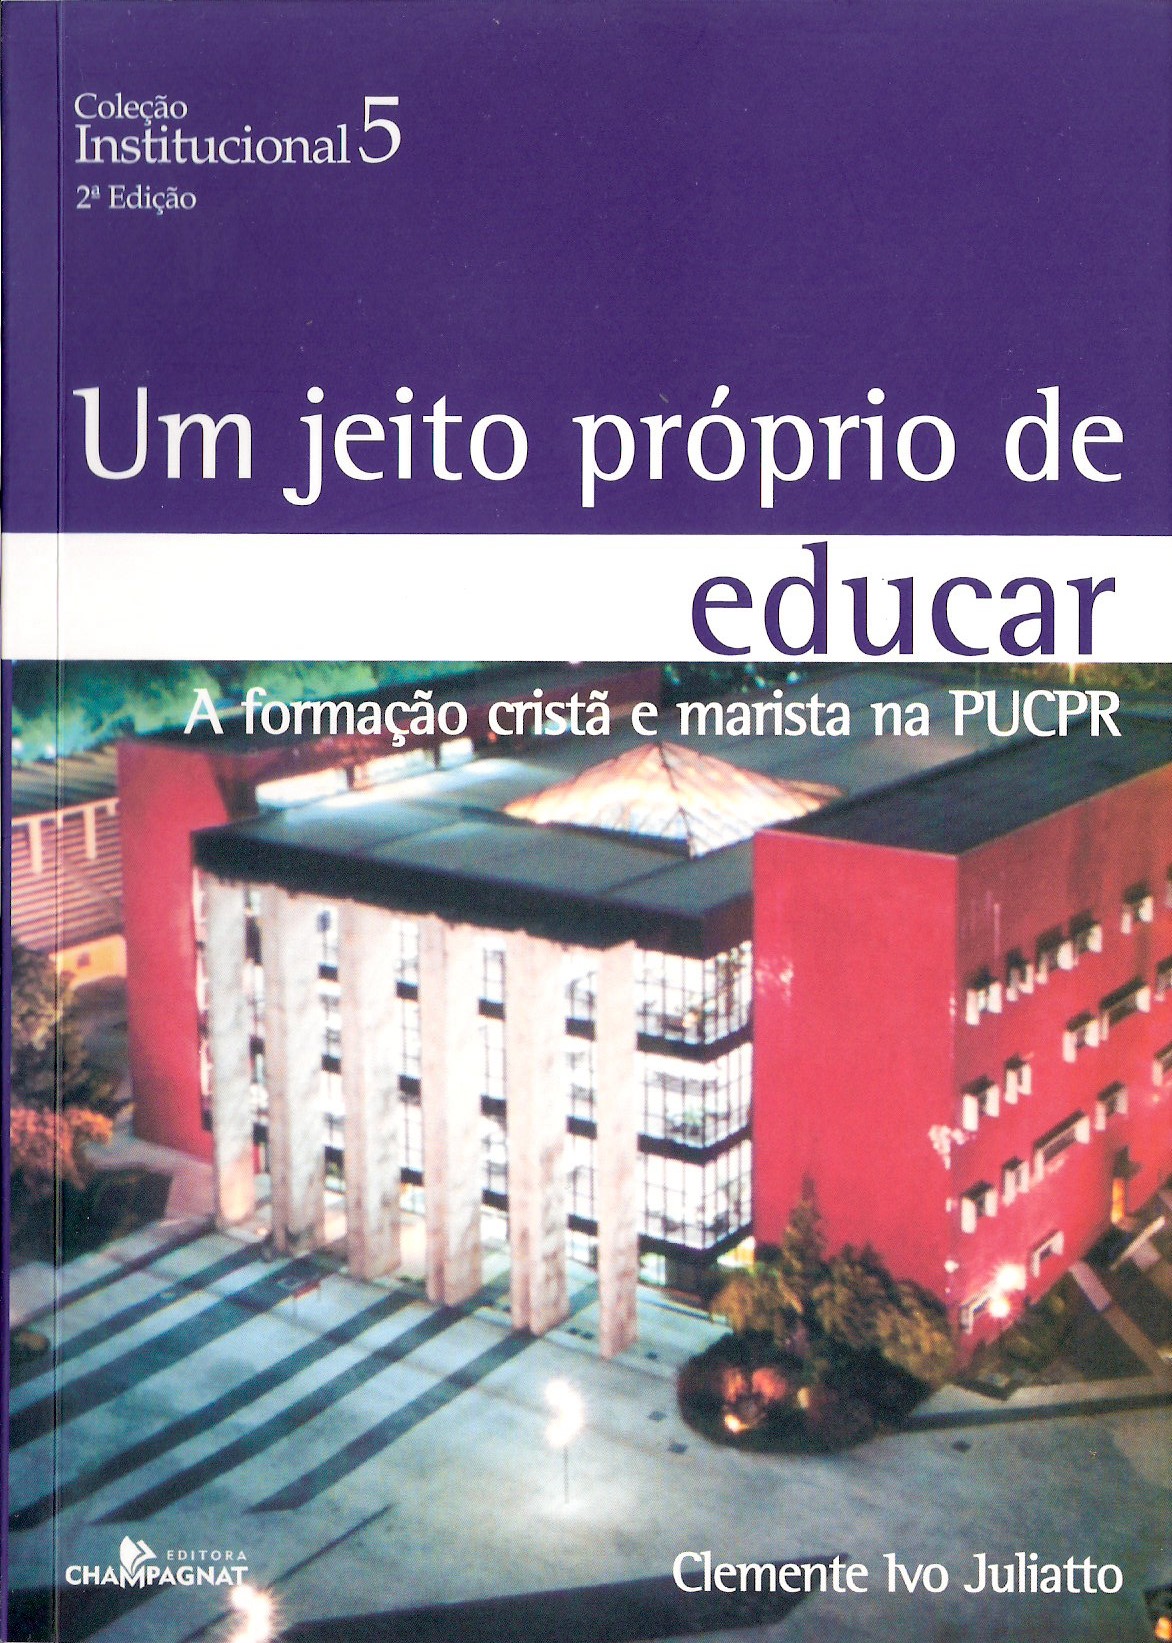 Coleção
Institucional 5
2ª Edição
Um jeito próprio de
educar
A formação cristã e marista na PUCPR
EDITORA
CHAMPAGNAT
Clemente Ivo Juliatto